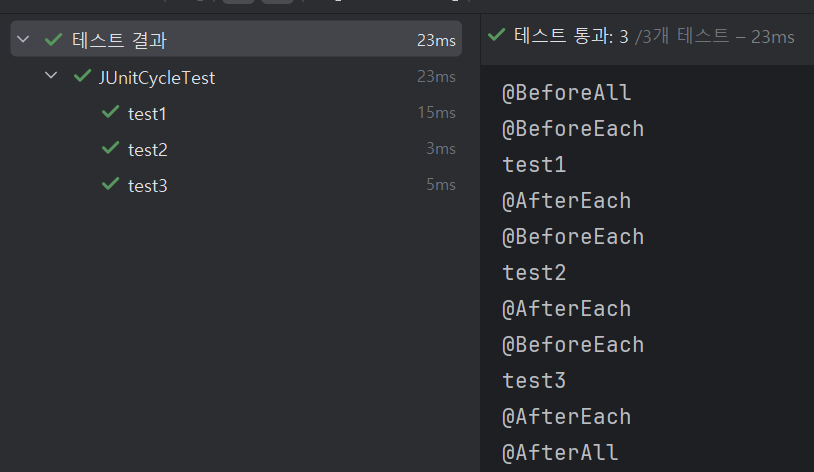 테스트 결과 23ms
JUnitCycleTest 23ms
test1 15ms
test2 3ms
test3 5ms
테스트 통과: 3 /3개 테스트 – 23ms
@BeforeAll
@BeforeEach
test1
@AfterEach
@BeforeEach
test2
@AfterEach
@BeforeEach
test3
@AfterEach
@AfterAll